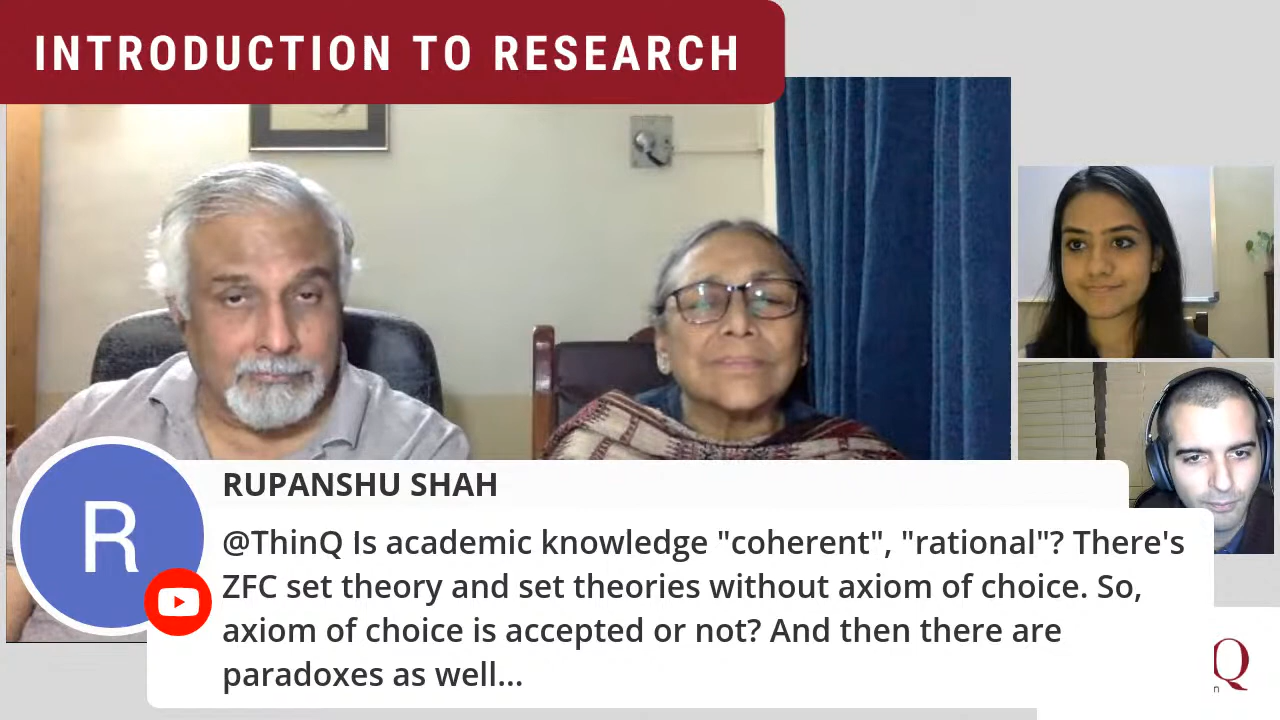 INTRODUCTION TO RESEARCH
R
RUPANSHU SHAH
@ThinQ Is academic knowledge "coherent", "rational"? There's
ZFC set theory and set theories without axiom of choice. So,
axiom of choice is accepted or not? And then there are
paradoxes as well...
Q
n